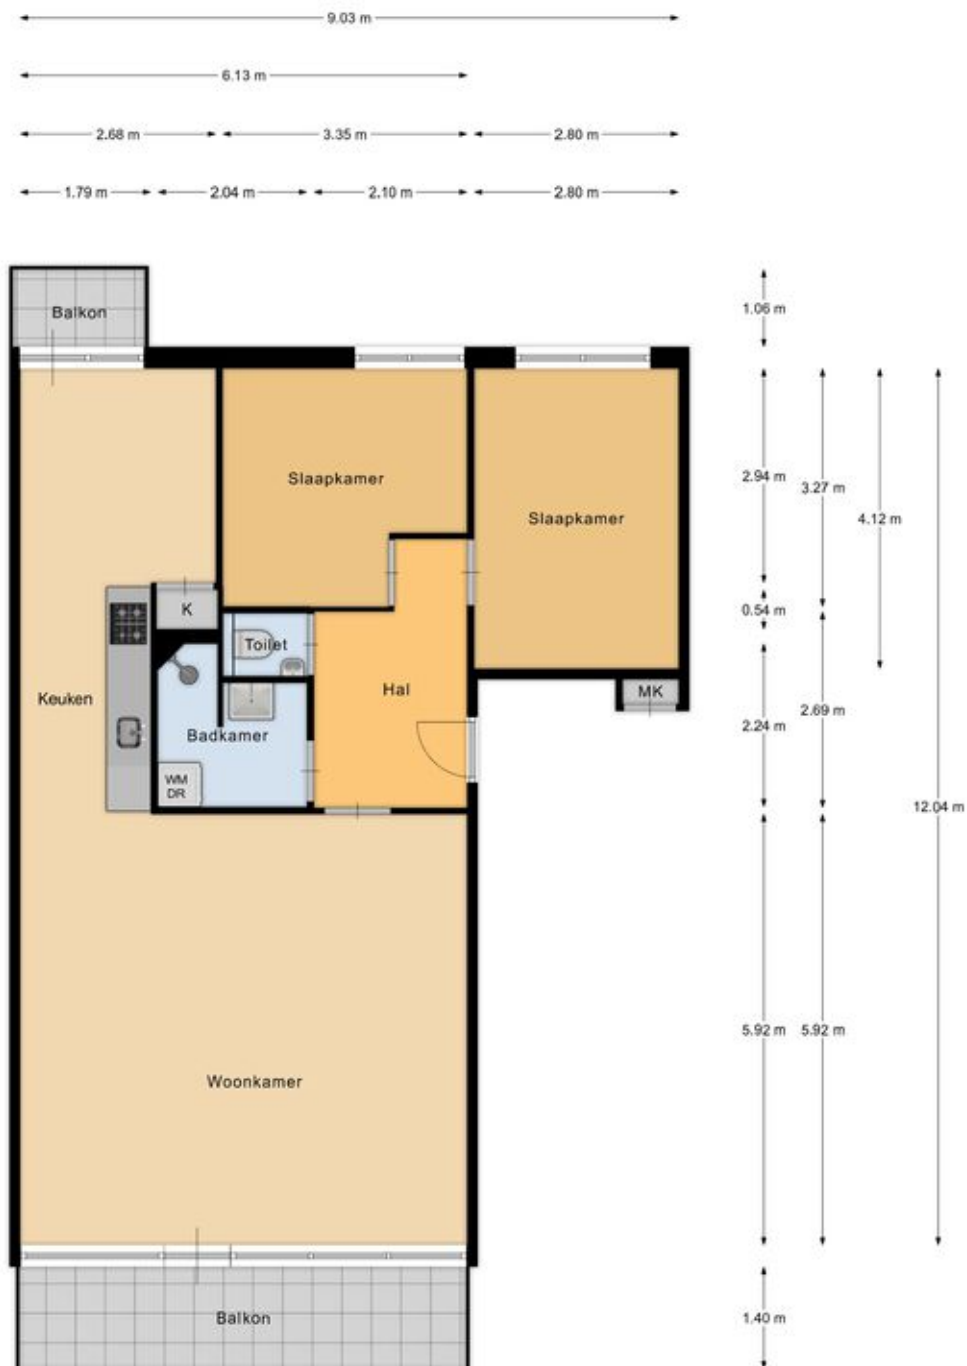 9.03 m
6.13 m
2.68 m 3.35 m 2.80 m
1.79 m 2.04 m 2.10 m 2.80 m
Balkon
1.06 m
Slaapkamer
Slaapkamer
2.94 m
3.27 m
4.12 m
K
0.54 m
Toilet
Keuken
Hal
MK
Badkamer
2.24 m
2.69 m
WM
DR
12.04 m
5.92 m 5.92 m
Woonkamer
Balkon
1.40 m